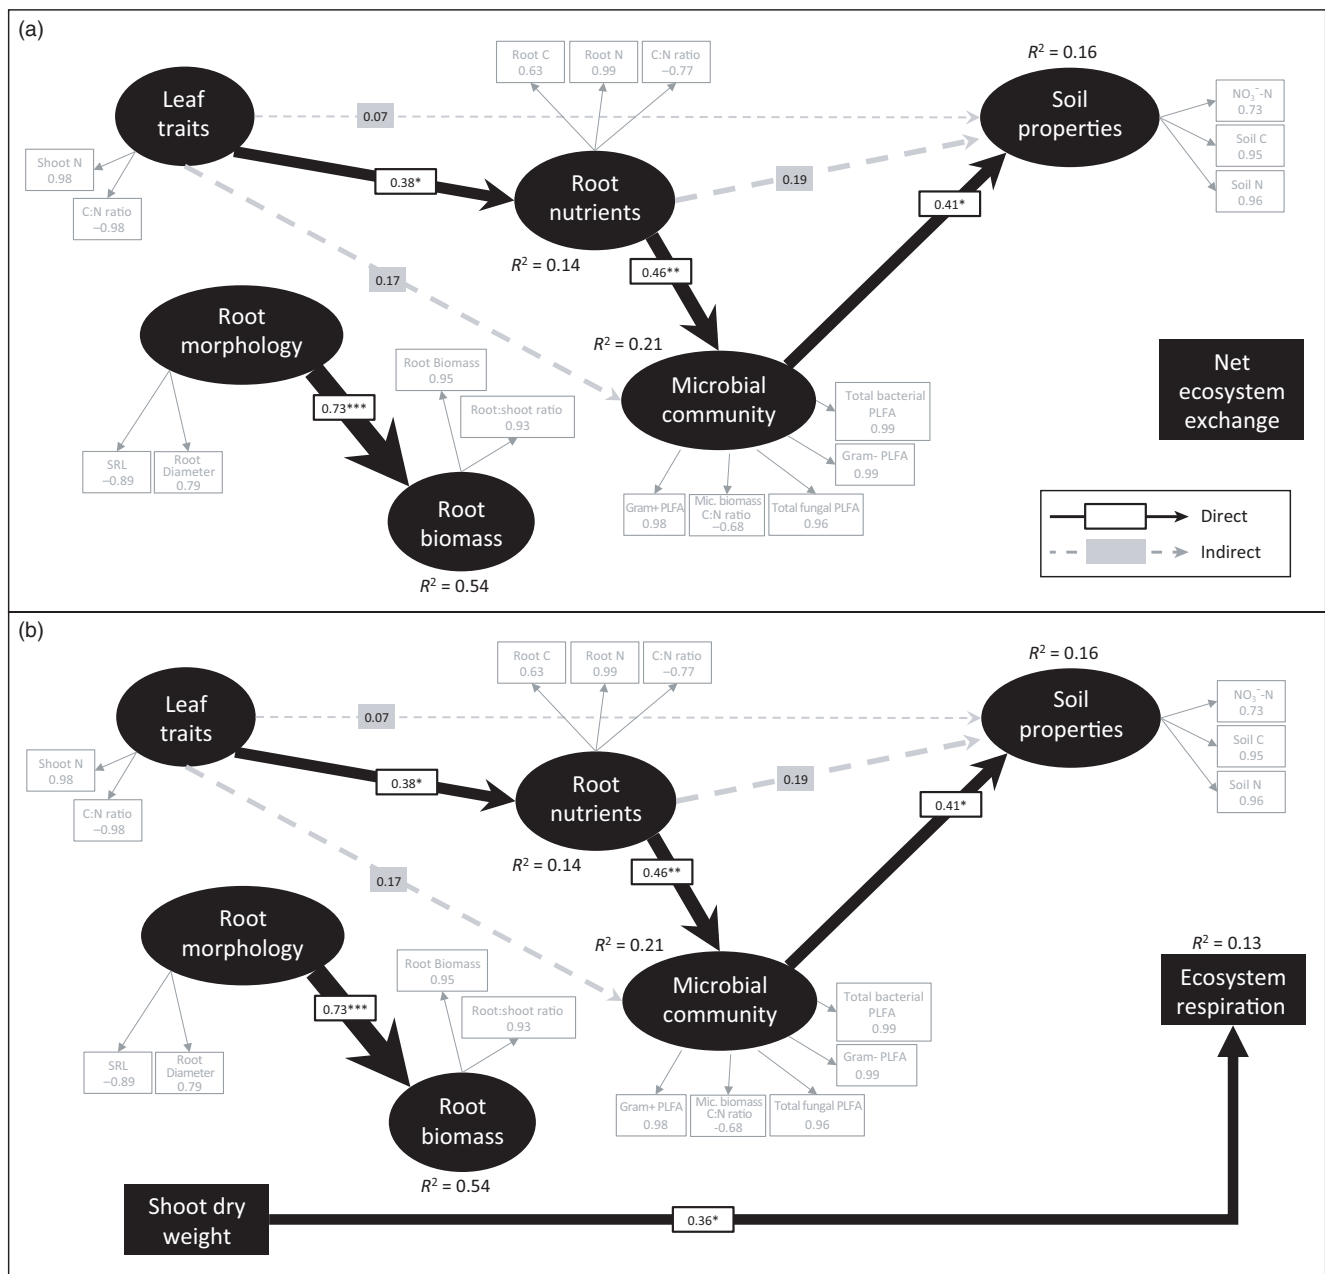 (a)
R² = 0.16
Root C
0.63
Root N
0.99
C:N ratio
–0.77
Leaf
traits
Soil
properties
NO₃⁻-N
0.73
Soil C
0.95
Soil N
0.96
0.07
Shoot N
0.98
C:N ratio
–0.98
0.38*
Root
nutrients
0.19
0.41*
R² = 0.14
0.46**
0.17
Root
morphology
R² = 0.21
Root Biomass
0.95
Root:shoot ratio
0.93
0.73***
Microbial
community
Total bacterial
PLFA
0.99
Gram- PLFA
0.99
Net
ecosystem
exchange
SRL
–0.89
Root
Diameter
0.79
Root
biomass
Gram+ PLFA
0.98
Mic. biomass
C:N ratio
–0.68
Total fungal PLFA
0.96
R² = 0.54
Direct
Indirect
(b)
R² = 0.16
Root C
0.63
Root N
0.99
C:N ratio
–0.77
Leaf
traits
Soil
properties
NO₃⁻-N
0.73
Soil C
0.95
Soil N
0.96
0.07
Shoot N
0.98
C:N ratio
–0.98
0.38*
Root
nutrients
0.19
0.41*
R² = 0.14
0.46**
0.17
Root
morphology
R² = 0.21
R² = 0.13
Root Biomass
0.95
Root:shoot ratio
0.93
0.73***
Microbial
community
Total bacterial
PLFA
0.99
Gram- PLFA
0.99
Ecosystem
respiration
SRL
–0.89
Root
Diameter
0.79
Root
biomass
Gram+ PLFA
0.98
Mic. biomass
C:N ratio
-0.68
Total fungal PLFA
0.96
R² = 0.54
Shoot dry
weight
0.36*